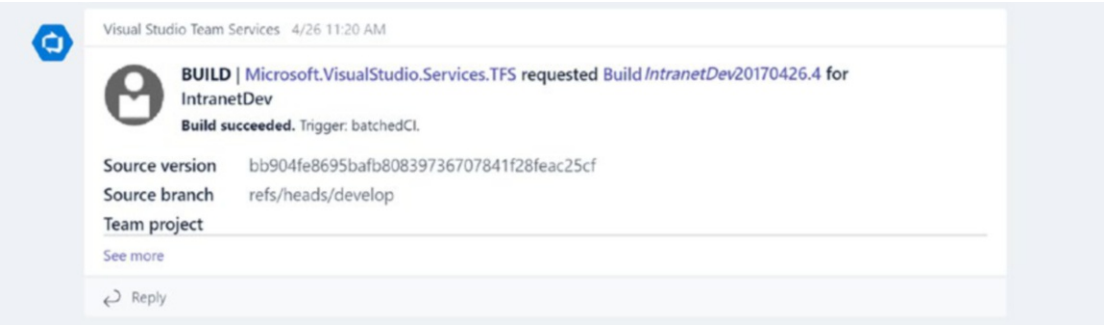 Visual Studio Team Services 4/26 11:20 AM
BUILD | Microsoft.VisualStudio.Services.TFS requested Build IntranetDev20170426.4 for
IntranetDev
Build succeeded. Trigger: batchedCI.
Source version bb904fe8695bafb80839736707841f28feac25cf
Source branch refs/heads/develop
Team project
See more
Reply